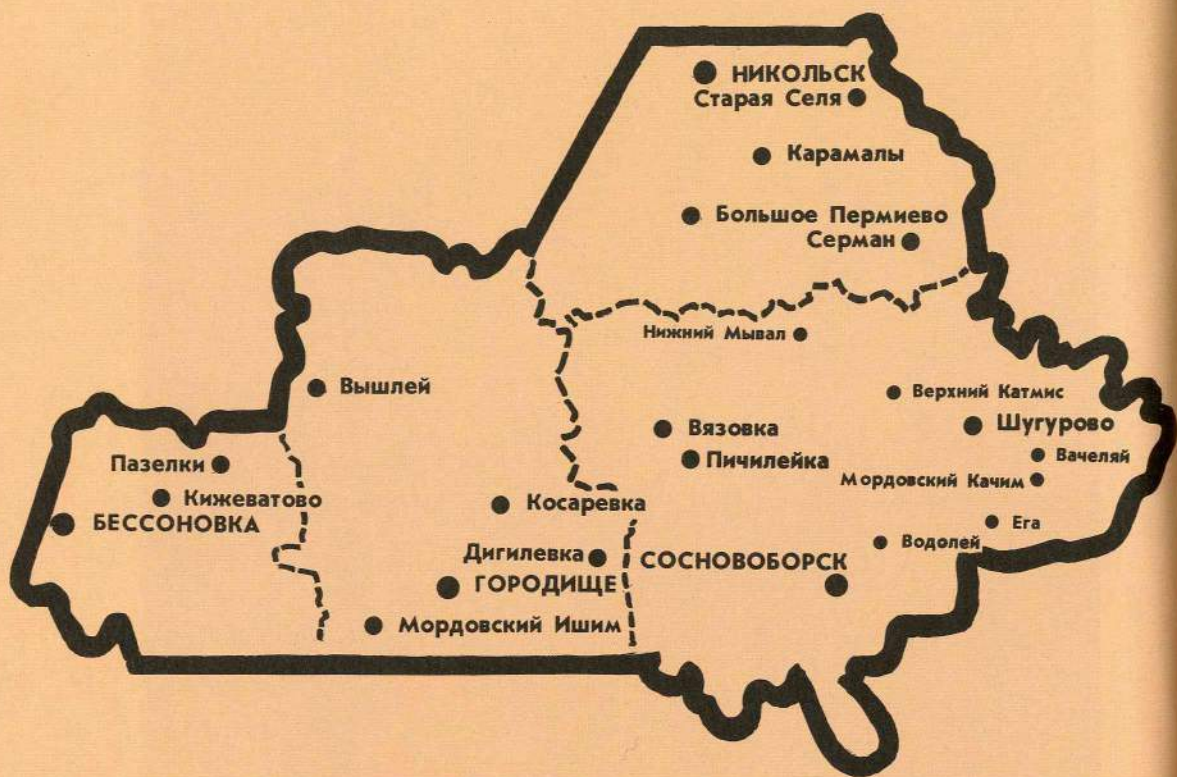 НИКОЛЬСК
Старая Селя
Карамалы
Большое Пермиево
Серман
Нижний Мывал
Вышлей
Верхний Катмис
Шугурово
Вязовка
Вачеляй
Пичилейка
Пазелки
Мордовский Качим
Кижеватово
Косаревка
БЕССОНОВКА
Ега
Водолей
Дигилевка
СОСНОВОБОРСК
ГОРОДИЩЕ
Мордовский Ишим